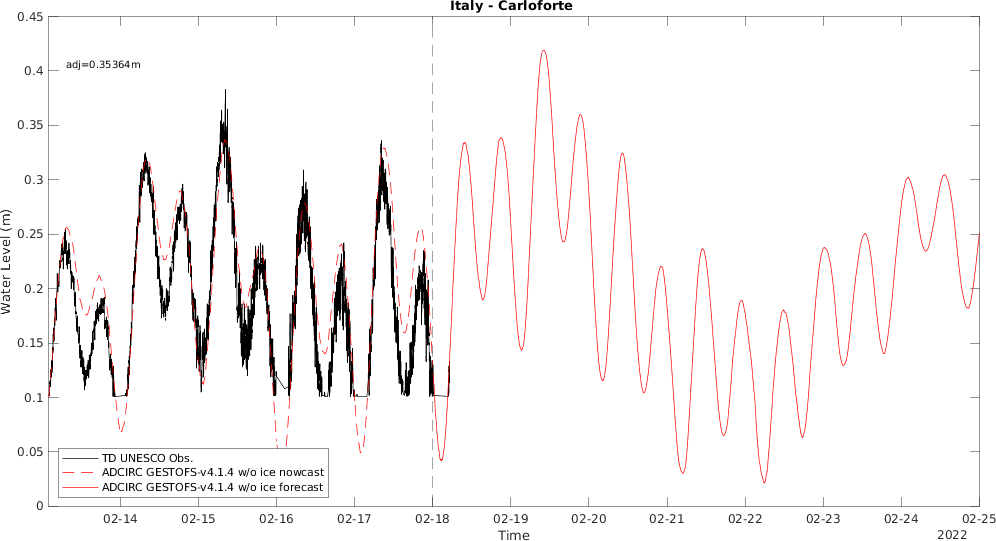 Italy - Carloforte
0.45
0.4
0.35
0.3
0.25
0.2
0.15
0.1
0.05
0
Water Level (m)
adj=0.35364m
TD UNESCO Obs.
ADCIRC GESTOFS-v4.1.4 w/o ice nowcast
ADCIRC GESTOFS-v4.1.4 w/o ice forecast
02-14 02-15 02-16 02-17 02-18 02-19 02-20 02-21 02-22 02-23 02-24 02-25
Time
2022